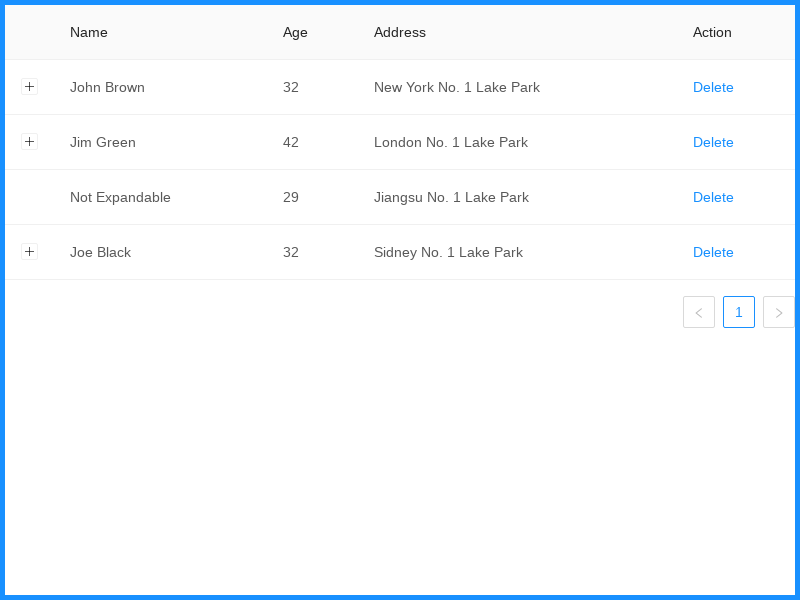 Name Age Address Action
John Brown 32 New York No. 1 Lake Park Delete
Jim Green 42 London No. 1 Lake Park Delete
Not Expandable 29 Jiangsu No. 1 Lake Park Delete
Joe Black 32 Sidney No. 1 Lake Park Delete
1